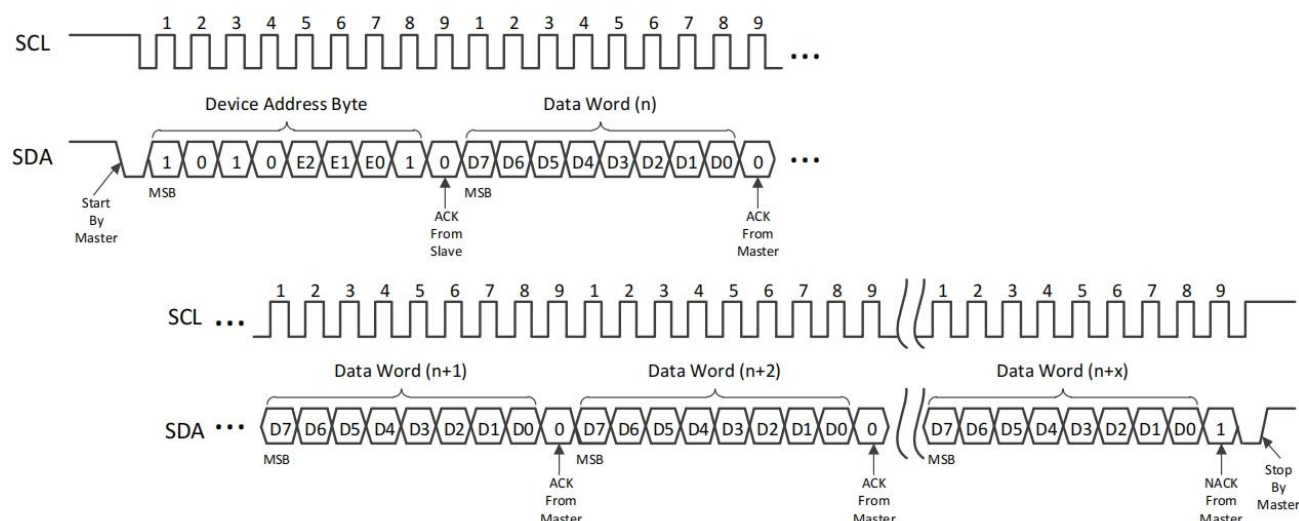 1 2 3 4 5 6 7 8 9 1 2 3 4 5 6 7 8 9
SCL ...
Device Address Byte Data Word (n)
SDA 1 0 1 0 E2 E1 E0 1 0 D7 D6 D5 D4 D3 D2 D1 D0 0 ...
MSB MSB
Start By Master
ACK From Slave
ACK From Master
1 2 3 4 5 6 7 8 9 1 2 3 4 5 6 7 8 9 1 2 3 4 5 6 7 8 9
SCL ...
Data Word (n+1) Data Word (n+2) Data Word (n+x)
SDA ... D7 D6 D5 D4 D3 D2 D1 D0 0 D7 D6 D5 D4 D3 D2 D1 D0 0 D7 D6 D5 D4 D3 D2 D1 D0 1
MSB MSB MSB
ACK From Master
ACK From Master
NACK From Master
Stop By Master